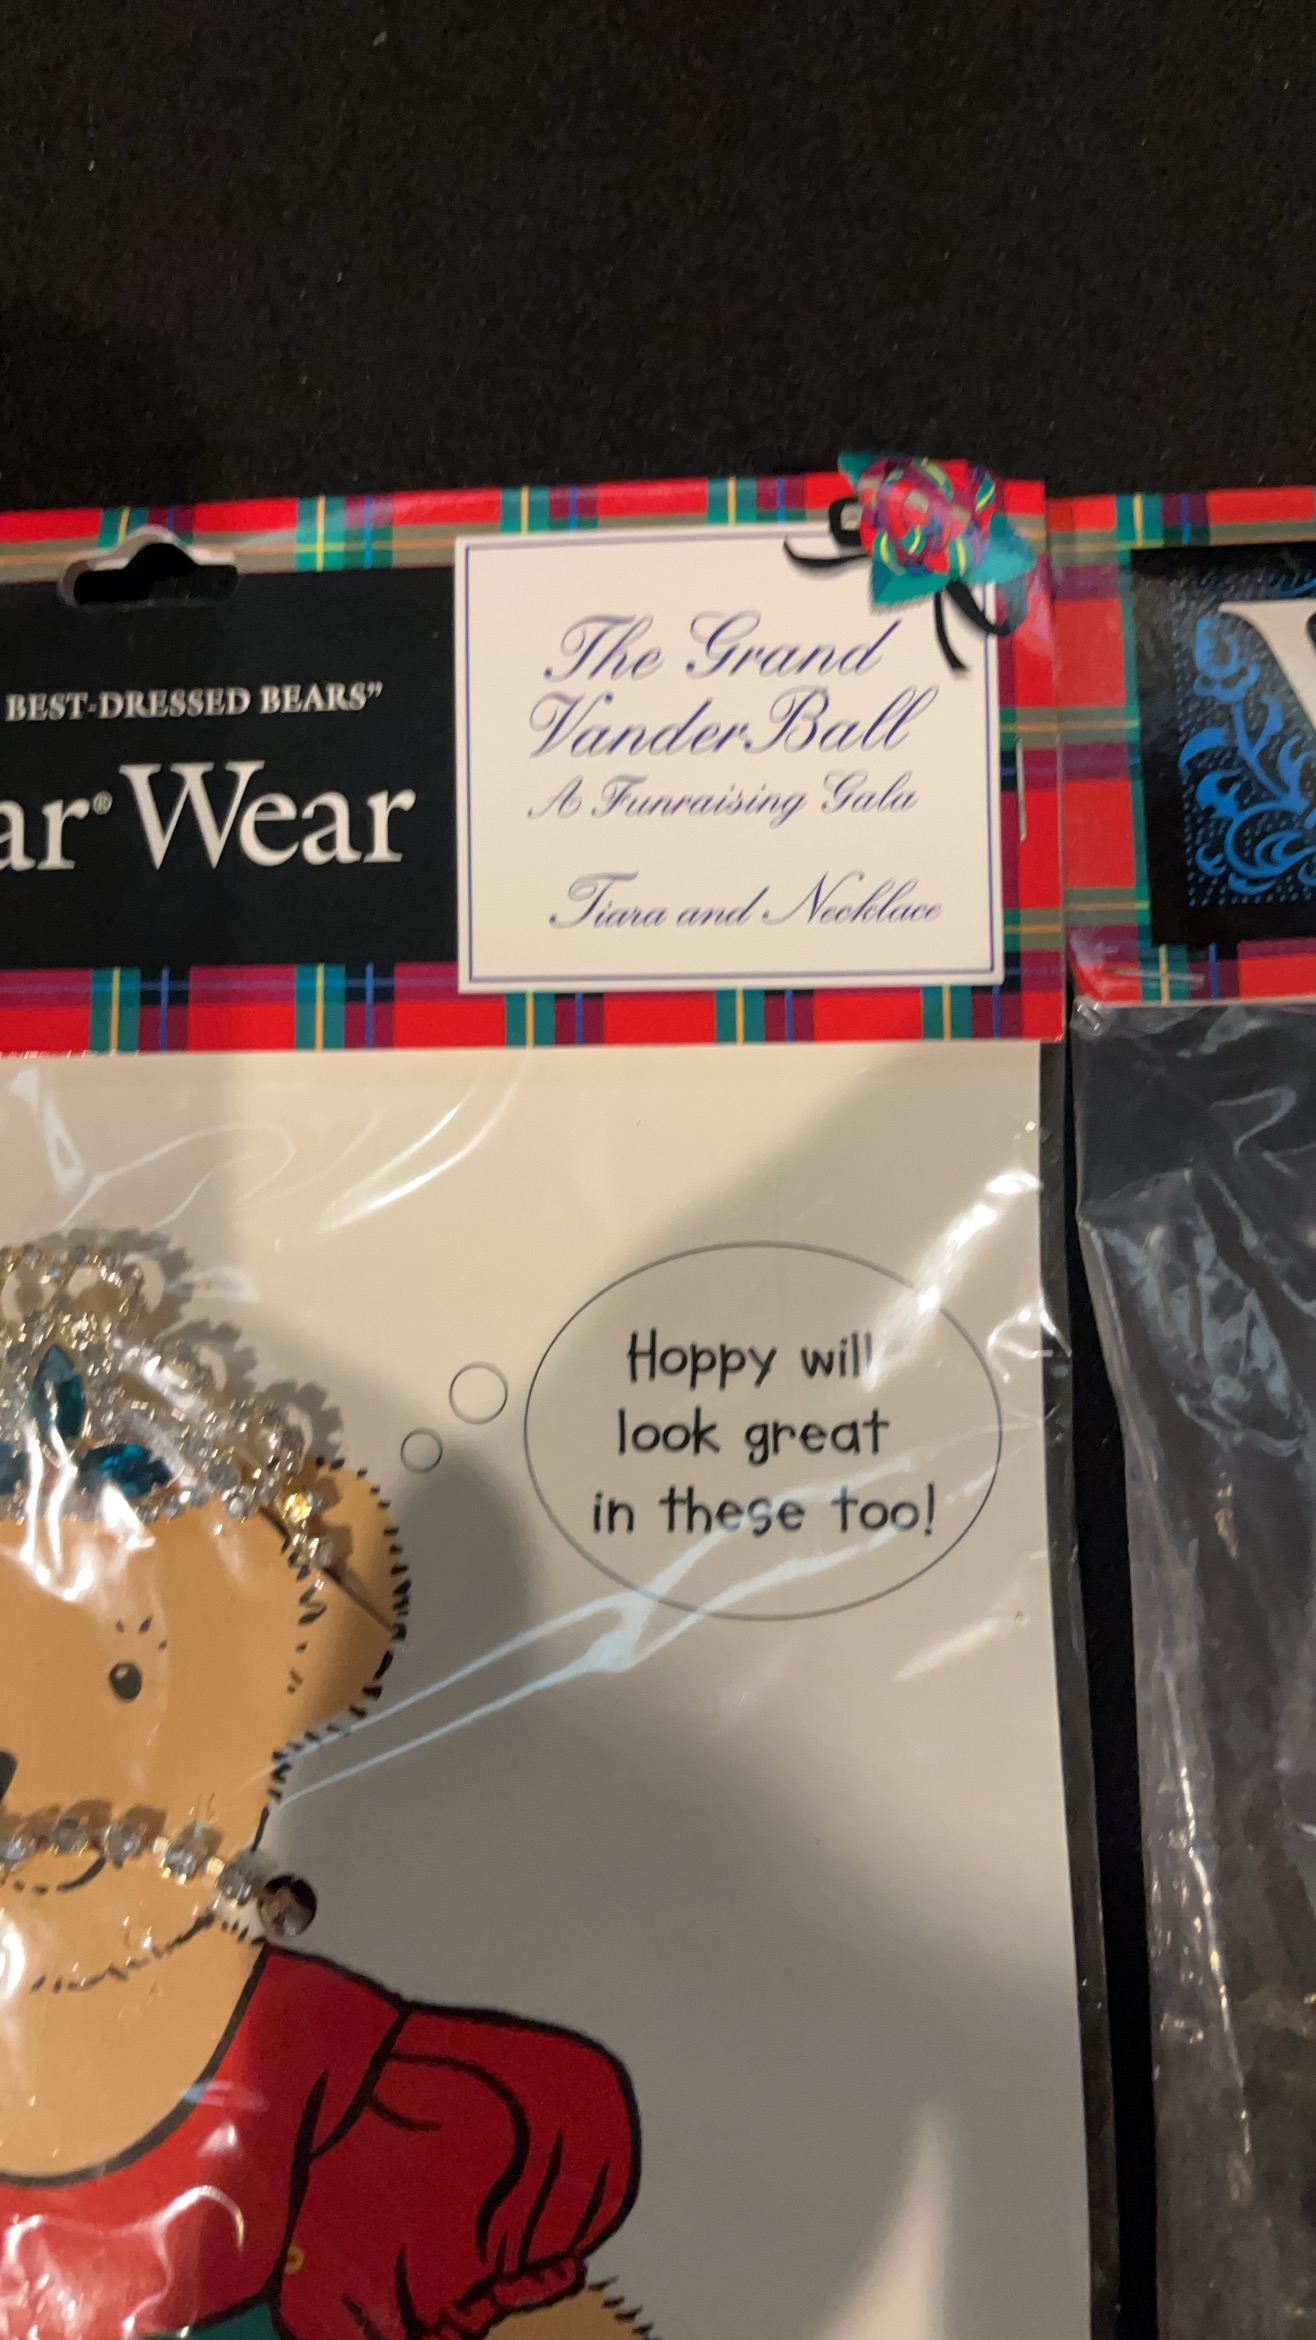 BEST-DRESSED BEARS”
ar® Wear
The Grand
VanderBall
A Funraising Gala
Tiara and Necklace
Hoppy will
look great
in these too!